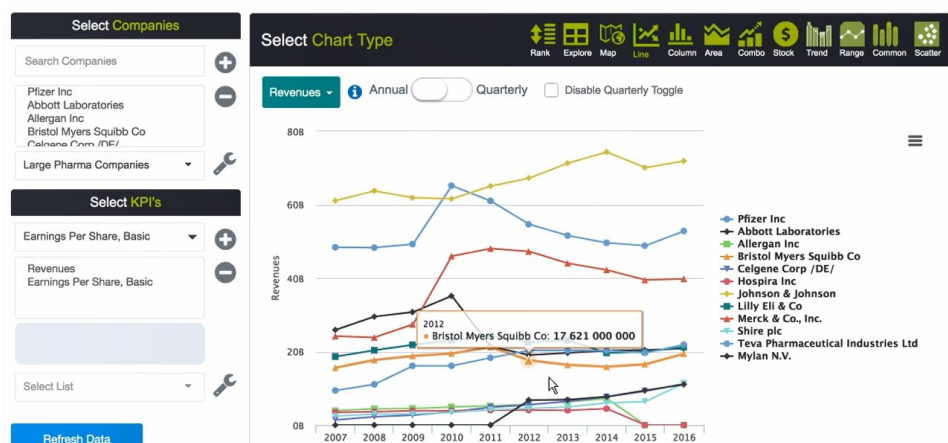 Select Companies
Search Companies
Pfizer Inc
Abbott Laboratories
Allergan Inc
Bristol Myers Squibb Co
Celgene Corp /DE/
Large Pharma Companies
Select KPI's
Earnings Per Share, Basic
Revenues
Earnings Per Share, Basic
Select List
Refresh Data
Select Chart Type
Rank Explore Map Line Column Area Combo Stock Trend Range Common Scatter
Revenues Annual Quarterly Disable Quarterly Toggle
80B
60B
40B
20B
0B
Revenues
2012
Bristol Myers Squibb Co: 17 621 000 000
2007 2008 2009 2010 2011 2012 2013 2014 2015 2016
Pfizer Inc
Abbott Laboratories
Allergan Inc
Bristol Myers Squibb Co
Celgene Corp /DE/
Hospira Inc
Johnson & Johnson
Lilly Eli & Co
Merck & Co., Inc.
Shire plc
Teva Pharmaceutical Industries Ltd
Mylan N.V.